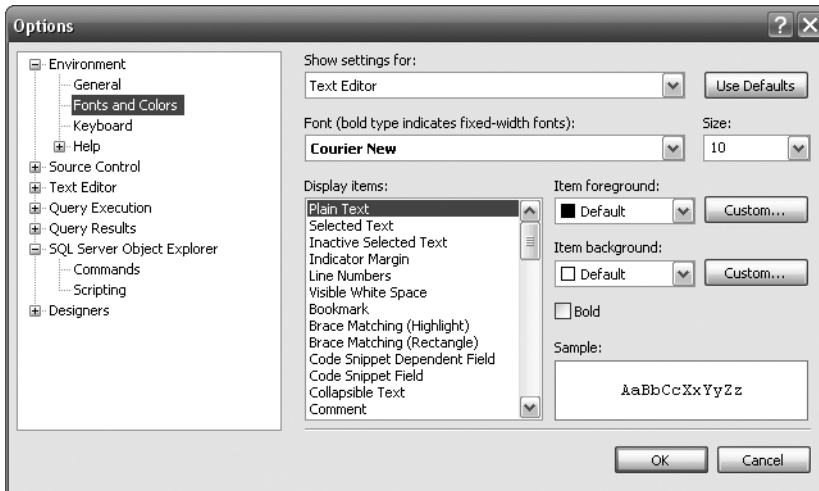 Options
Environment
General
Fonts and Colors
Keyboard
Help
Source Control
Text Editor
Query Execution
Query Results
SQL Server Object Explorer
Commands
Scripting
Designers
Show settings for:
Text Editor
Use Defaults
Font (bold type indicates fixed-width fonts):
Size:
Courier New
10
Display items:
Plain Text
Selected Text
Inactive Selected Text
Indicator Margin
Line Numbers
Visible White Space
Bookmark
Brace Matching (Highlight)
Brace Matching (Rectangle)
Code Snippet Dependent Field
Code Snippet Field
Collapsible Text
Comment
Item foreground:
Default
Custom...
Item background:
Default
Custom...
Bold
Sample:
AaBbCcXxYyZz
OK
Cancel